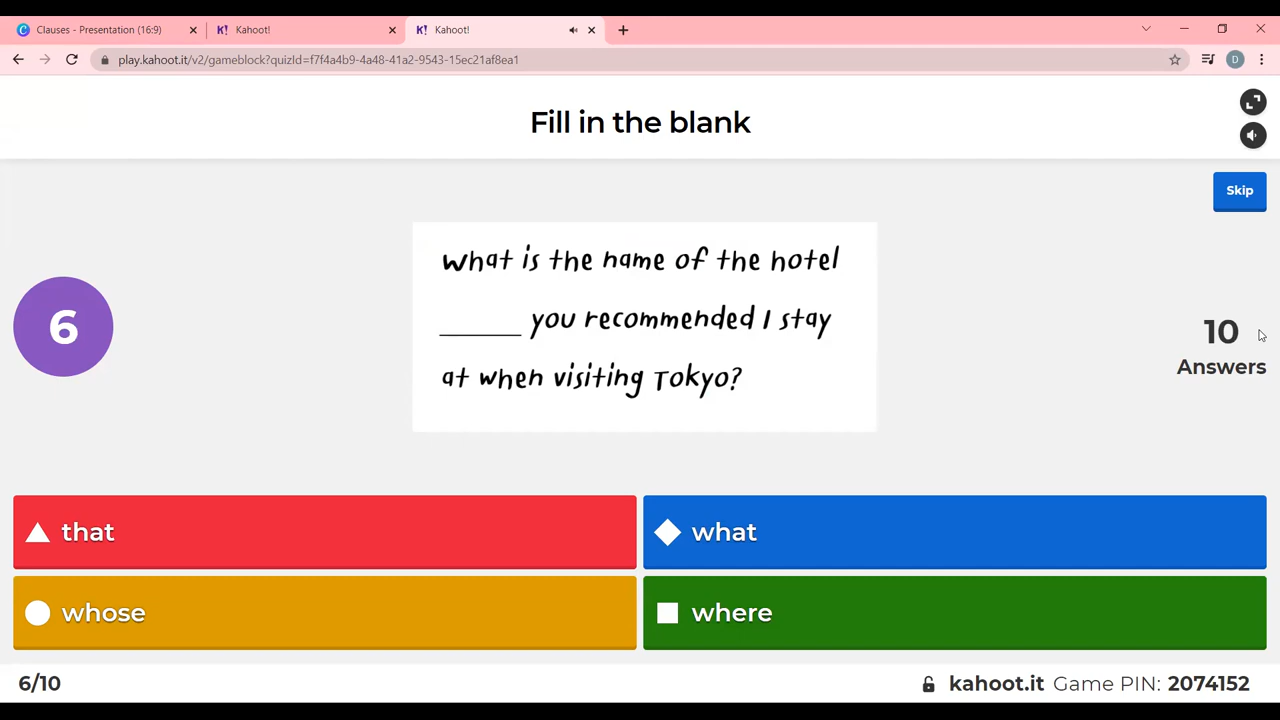 Clauses - Presentation (16:9)
Kahoot!
Kahoot!
play.kahoot.it/v2/gameblock?quizId=f7f4a4b9-4a48-41a2-9543-15ec21af8ea1
D
Fill in the blank
Skip
What is the name of the hotel
______ you recommended I stay
at when visiting Tokyo?
6
10
Answers
that
what
whose
where
6/10
kahoot.it Game PIN: 2074152